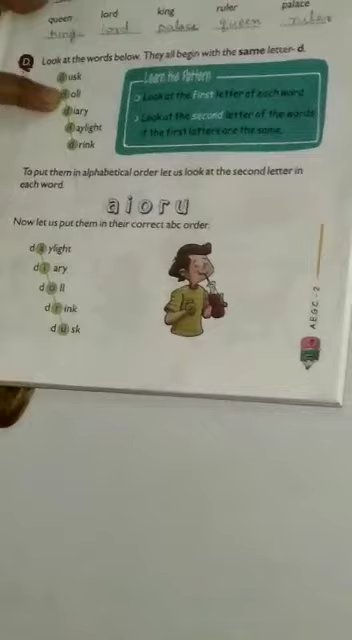 queen lord king ruler palace
king lord palace queen ruler
D. Look at the words below. They all begin with the same letter- d.
dusk
doll
diary
daylight
drink
Learn the Pattern
Look at the first letter of each word.
Look at the second letter of the words
if the first letters are the same.
To put them in alphabetical order let us look at the second letter in
each word.
a i o r u
Now let us put them in their correct abc order.
daylight
diary
doll
drink
dusk
AEGC - 2